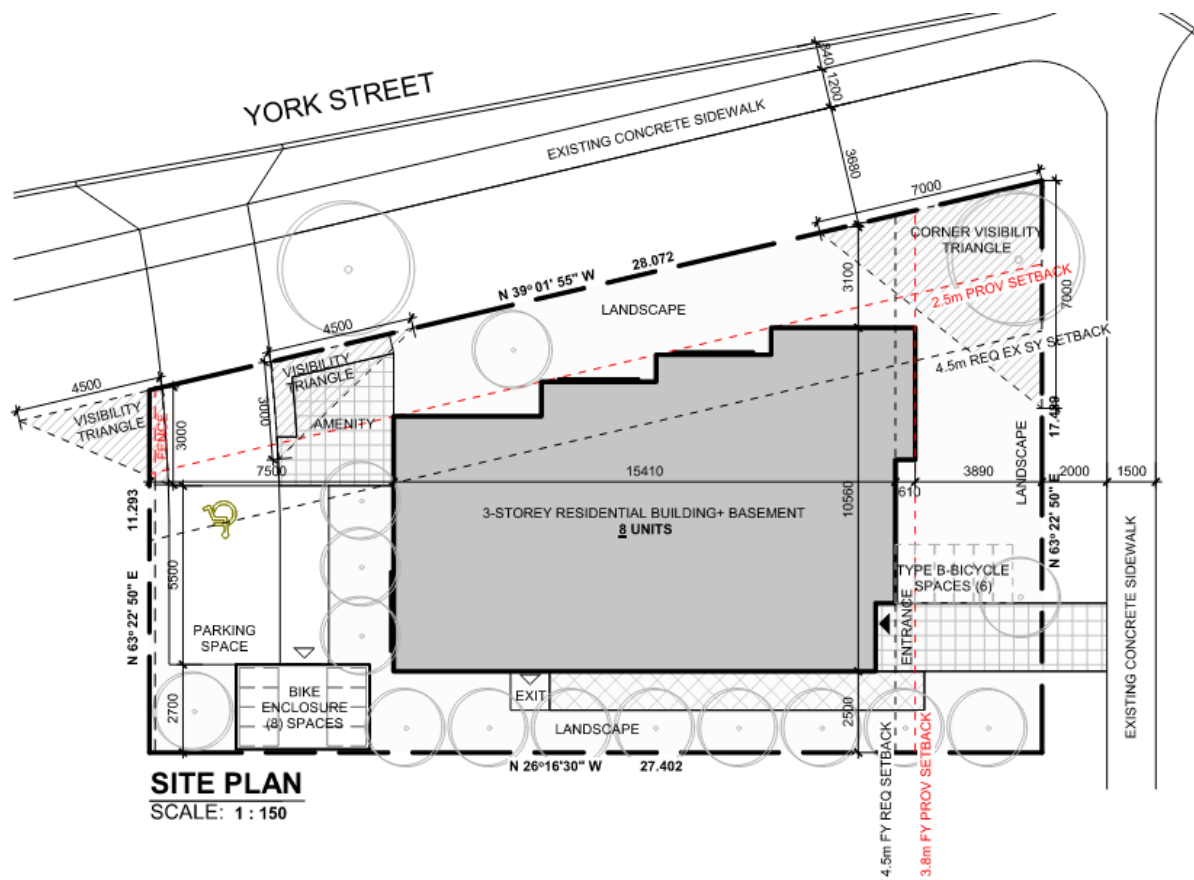 YORK STREET
EXISTING CONCRETE SIDEWALK
840
1200
3680
7000
CORNER VISIBILITY
TRIANGLE
28.072
N 39° 01' 55" W
3100
2.5m PROV SETBACK
7000
LANDSCAPE
4500
4.5m REQ EX SY SETBACK
VISIBILITY
TRIANGLE
4500
VISIBILITY
TRIANGLE
FENCE
3000
3000
AMENITY
17.489
LANDSCAPE
7500
15410
610
3890
2000
1500
11.293
N 63° 22' 50" E
5500
10560
3-STOREY RESIDENTIAL BUILDING+ BASEMENT
8 UNITS
N 63° 22' 50" E
TYPE B-BICYCLE
SPACES (6)
ENTRANCE
EXISTING CONCRETE SIDEWALK
PARKING
SPACE
2700
BIKE
ENCLOSURE
(8) SPACES
EXIT
2500
LANDSCAPE
N 26°16'30" W
27.402
4.5m FY REQ SETBACK
3.8m FY PROV SETBACK
SITE PLAN
SCALE: 1 : 150